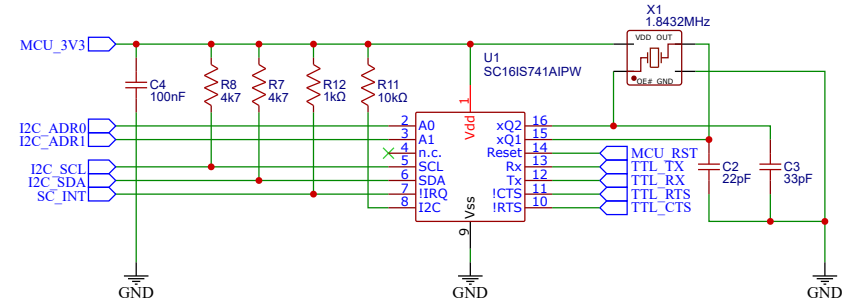 X1
1.8432MHz
MCU_3V3
VDD OUT
OE# GND
U1
SC16IS741AIPW
C4
100nF
R8
4k7
R7
4k7
R12
1kΩ
R11
10kΩ
1
Vdd
I2C_ADR0
2 A0
xQ2 16
I2C_ADR1
3 A1
xQ1 15
4 n.c.
Reset 14
MCU_RST
I2C_SCL
5 SCL
Rx 13
TTL_TX
I2C_SDA
6 SDA
Tx 12
TTL_RX
SC_INT
7 !IRQ
!CTS 11
TTL_RTS
8 I2C
!RTS 10
TTL_CTS
Vss
9
C2
22pF
C3
33pF
GND
GND
GND